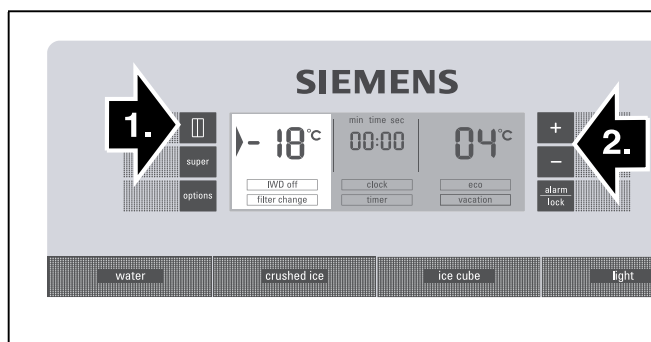 SIEMENS
1.
super
options
- 18°C
IWD off
filter change
min time sec
00:00
clock
timer
04°C
eco
vacation
+
−
alarm
lock
2.
water
crushed ice
ice cube
light